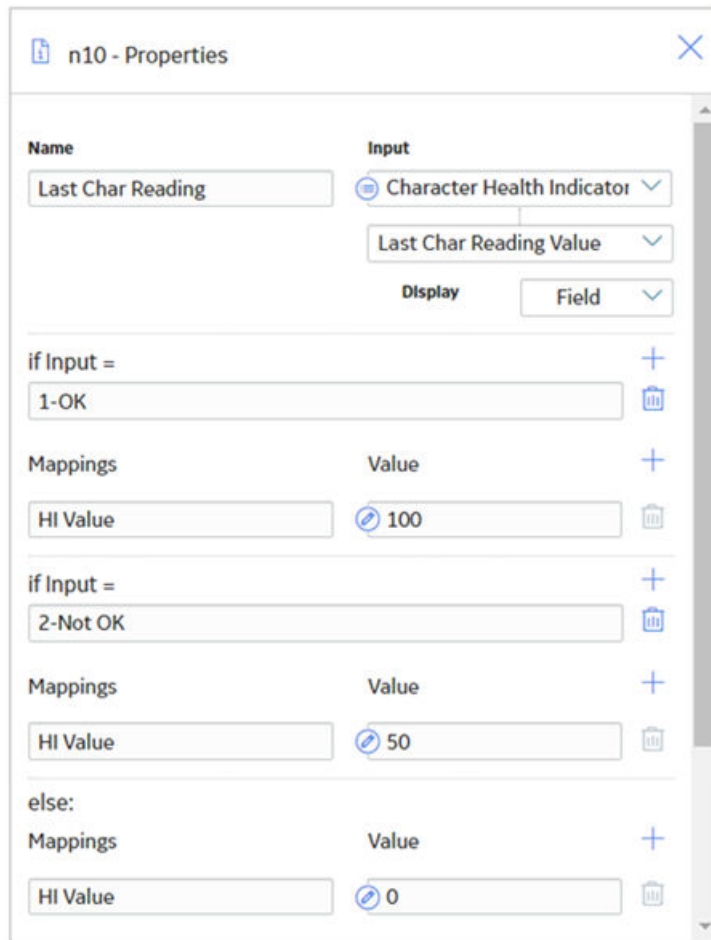 n10 - Properties
Name Input
Last Char Reading Character Health Indicator
Last Char Reading Value
Display Field
if Input =
1-OK
Mappings Value
HI Value 100
if Input =
2-Not OK
Mappings Value
HI Value 50
else:
Mappings Value
HI Value 0